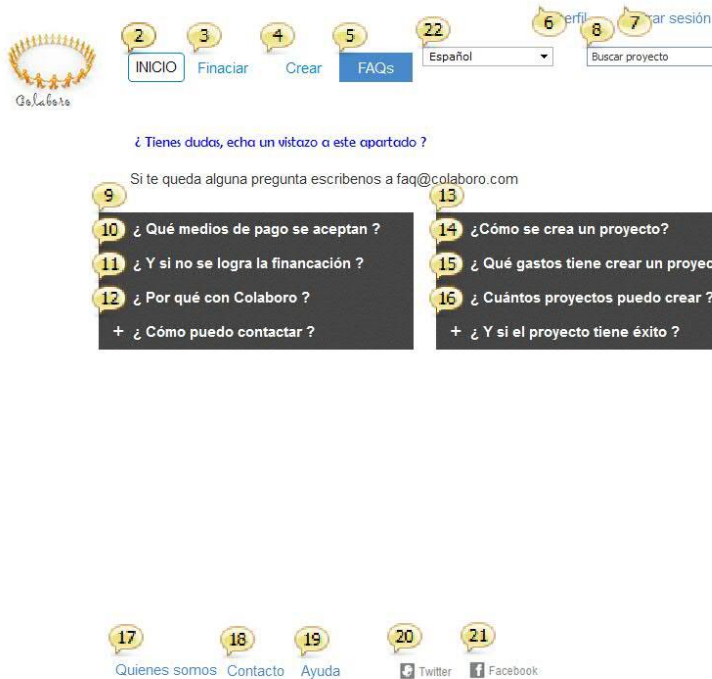 2 3 4 5 22 6 erfil 8 7 rar sesión
INICIO Finaciar Crear FAQs Español Buscar proyecto
Colaboro
¿ Tienes dudas, echa un vistazo a este apartado ?
Si te queda alguna pregunta escribenos a faq@colaboro.com
9 13
10 ¿ Qué medios de pago se aceptan ? 14 ¿Cómo se crea un proyecto?
11 ¿ Y si no se logra la financación ? 15 ¿ Qué gastos tiene crear un proyec
12 ¿ Por qué con Colaboro ? 16 ¿ Cuántos proyectos puedo crear ?
+ ¿ Cómo puedo contactar ? + ¿ Y si el proyecto tiene éxito ?
17 18 19 20 21
Quienes somos Contacto Ayuda Twitter Facebook